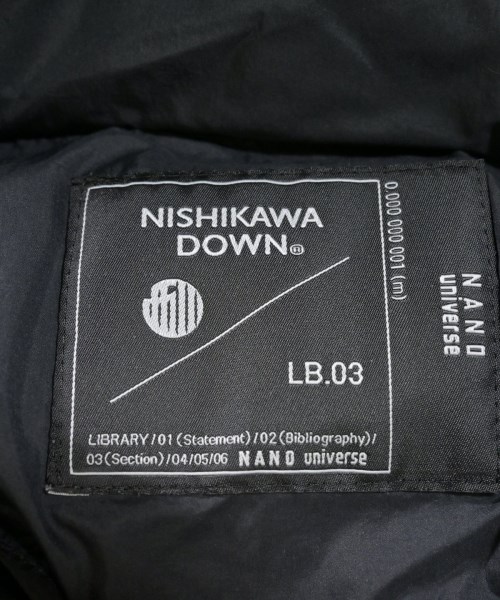 NISHIKAWA
DOWN®
LB.03
LIBRARY/01(Statement)/02(Bibliography)/
03(Section)/04/05/06 NANO universe
0.000 000 001 (m)
NANO
universe